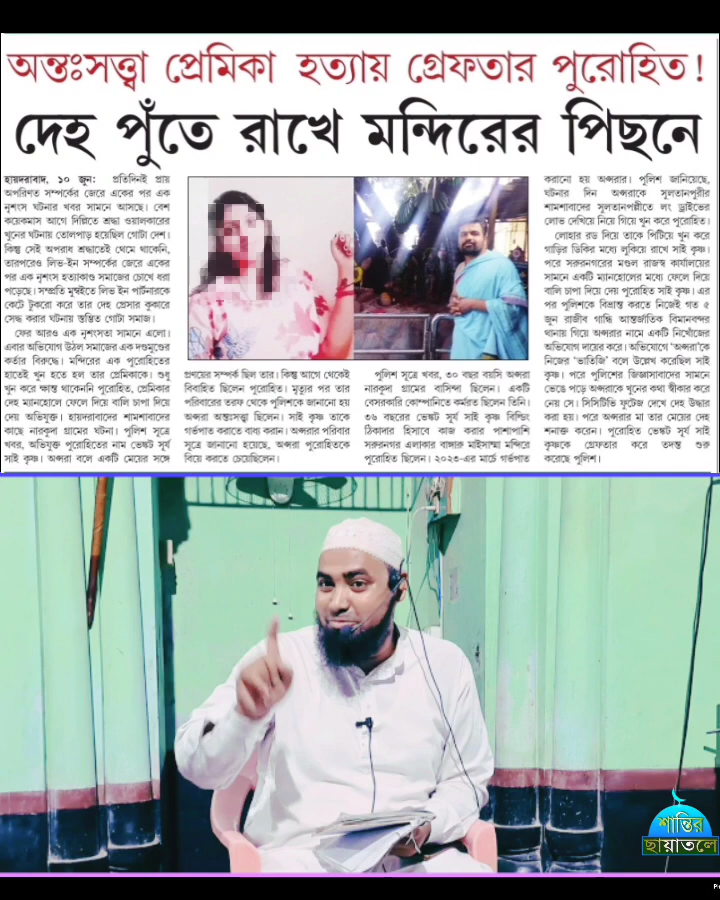 অন্তঃসত্ত্বা প্রেমিকা হত্যায় গ্রেফতার পুরোহিত!
দেহ পুঁতে রাখে মন্দিরের পিছনে
হায়দরাবাদ, ১০ জুন: প্রতিদিনই প্রায়
অপরিণত সম্পর্কের জেরে একের পর এক
নৃশংস ঘটনার খবর সামনে আসছে। বেশ
কয়েকমাস আগে দিল্লিতে শ্রদ্ধা ওয়ালকারের
খুনের ঘটনায় তোলপাড় হয়েছিল গোটা দেশ।
কিন্তু সেই অপরাধ শ্রদ্ধাতেই থেমে থাকেনি,
তারপরেও লিভ-ইন সম্পর্কের জেরে একের
পর এক নৃশংস হত্যাকাণ্ড সমাজের চোখে ধরা
পড়েছে। সম্প্রতি মুম্বইতে লিভ ইন পার্টনারকে
কেটে টুকরো করে তার দেহ প্রেসার কুকারে
সেদ্ধ করার ঘটনায় স্তম্ভিত গোটা সমাজ।
ফের আরও এক নৃশংসতা সামনে এলো।
এবার অভিযোগ উঠল সমাজের এক দণ্ডমুণ্ডের
কর্তার বিরুদ্ধে। মন্দিরের এক পুরোহিতের
হাতেই খুন হতে হল তার প্রেমিকাকে। শুধু
খুন করে ক্ষান্ত থাকেননি পুরোহিত, প্রেমিকার
দেহ ম্যানহোলে ফেলে দিয়ে বালি চাপা দিয়ে
দেয় অভিযুক্ত। হায়দরাবাদের শামশাবাদের
কাছে নারকুদা গ্রামের ঘটনা। পুলিশ সূত্রে
খবর, অভিযুক্ত পুরোহিতের নাম ভেঙ্কট সূর্য
সাই কৃষ্ণ। অপ্সরা বলে একটি মেয়ের সঙ্গে
প্রণয়ের সম্পর্ক ছিল তার। কিন্তু আগে থেকেই
বিবাহিত ছিলেন পুরোহিত। মৃত্যুর পর তার
পরিবারের তরফ থেকে পুলিশকে জানানো হয়
অপ্সরা অন্তঃসত্ত্বা ছিলেন। সাই কৃষ্ণ তাকে
গর্ভপাত করাতে বাধ্য করান। অপ্সরার পরিবার
সূত্রে জানানো হয়েছে, অপ্সরা পুরোহিতকে
বিয়ে করাতে চেয়েছিলেন।
পুলিশ সূত্রে খবর, ৩০ বছর বয়সি অপ্সরা
নারকুদা গ্রামের বাসিন্দা ছিলেন। একটি
বেসরকারি কোম্পানিতে কর্মরত ছিলেন তিনি।
৩৬ বছরের ভেঙ্কট সূর্য সাই কৃষ্ণ বিল্ডিং
ঠিকাদার হিসাবে কাজ করার পাশাপাশি
সরুরনগর এলাকার বাঙ্গারু মাইসাম্মা মন্দিরে
পুরোহিত ছিলেন। ২০২৩-এর মার্চে গর্ভপাত
করানো হয় অপ্সরার। পুলিশ জানিয়েছে,
ঘটনার দিন অপ্সরাকে সুলতানপুরীর
শামশাবাদের সুলতানপল্লীতে লং ড্রাইভের
লোভ দেখিয়ে নিয়ে গিয়ে খুন করে পুরোহিত।
লোহার রড দিয়ে তাকে পিটিয়ে খুন করে
গাড়ির ডিকির মধ্যে লুকিয়ে রাখে সাই কৃষ্ণ।
পরে সরুরনগরের মণ্ডল রাজস্ব কার্যালয়ের
সামনে একটি ম্যানহোলের মধ্যে ফেলে দিয়ে
বালি চাপা দিয়ে দেয় পুরোহিত সাই কৃষ্ণ। এর
পর পুলিশকে বিভ্রান্ত করতে নিজেই গত ৫
জুন রাজীব গান্ধি আন্তর্জাতিক বিমানবন্দর
থানায় গিয়ে অপ্সরার নামে একটি নিখোঁজের
অভিযোগ দায়ের করে। অভিযোগে 'অপ্সরা'কে
নিজের 'ভাতিজি' বলে উল্লেখ করেছিল সাই
কৃষ্ণ। পরে পুলিশের জিজ্ঞাসাবাদের সামনে
ভেঙে পড়ে অপ্সরাকে খুনের কথা স্বীকার করে
নেয় সে। সিসিটিভি ফুটেজ দেখে দেহ উদ্ধার
করা হয়। পরে অপ্সরার মা তার মেয়ের দেহ
শনাক্ত করেন। পুরোহিত ভেঙ্কট সূর্য সাই
কৃষ্ণকে গ্রেফতার করে তদন্ত শুরু
করেছে পুলিশ।
শান্তির
ছায়াতলে